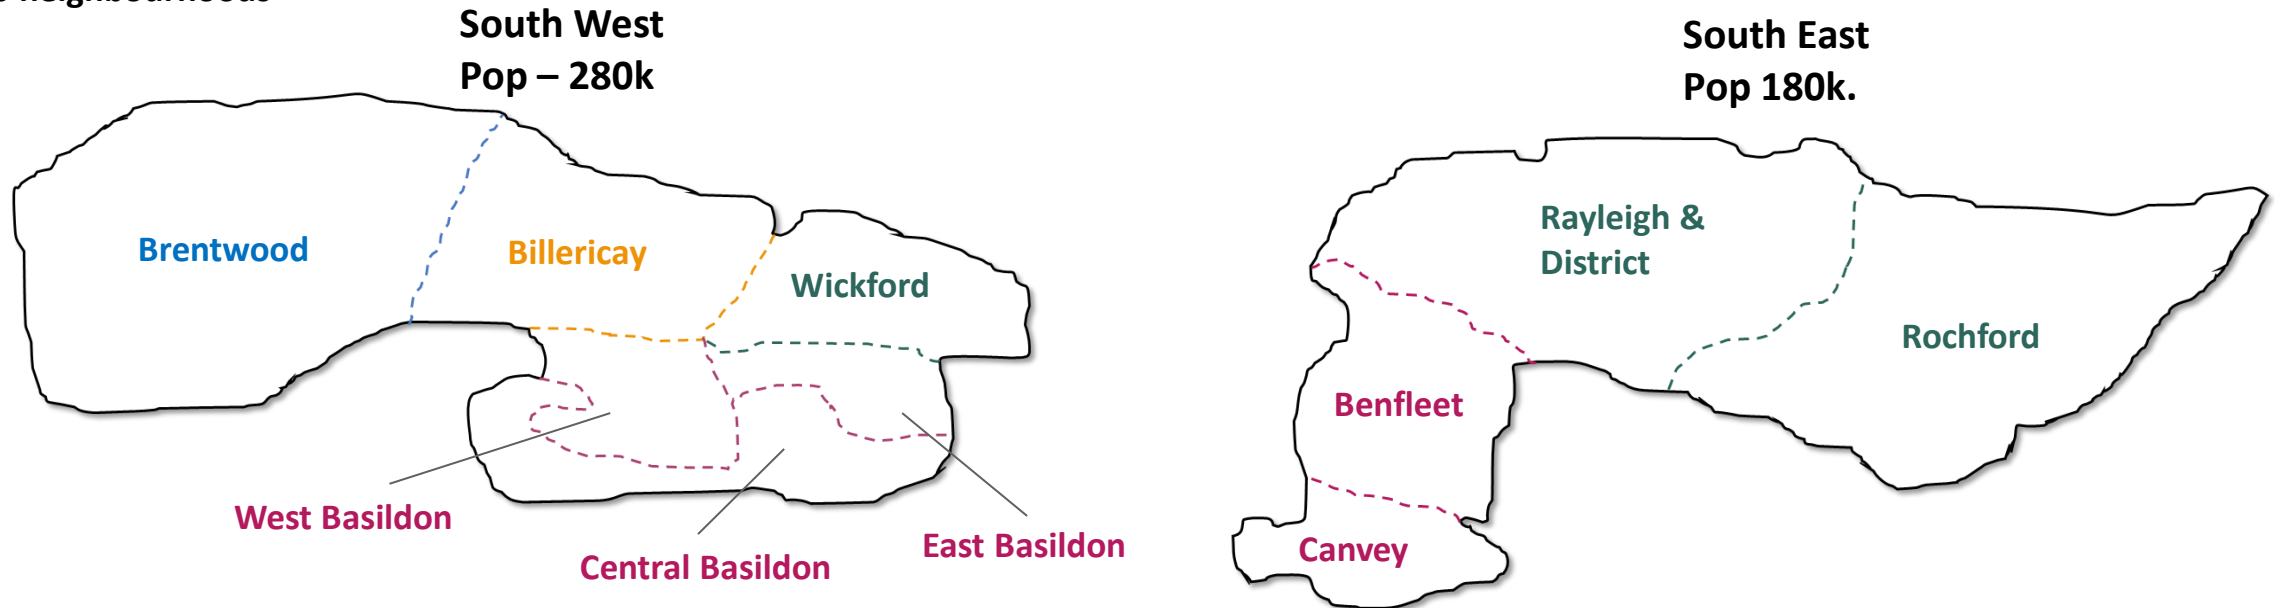 neighbourhoods
South West
Pop – 280k
South East
Pop 180k.
Brentwood
Billericay
Wickford
West Basildon
Central Basildon
East Basildon
Rayleigh &
District
Rochford
Benfleet
Canvey